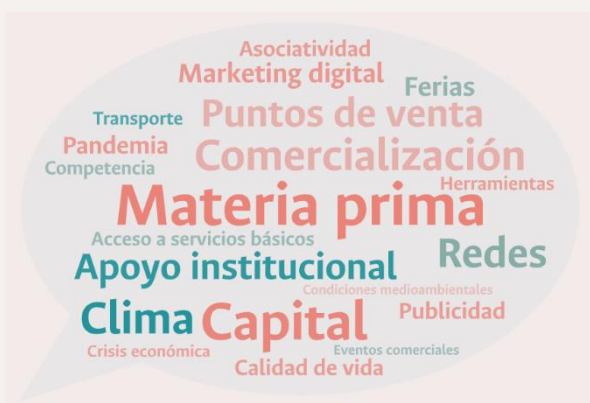 Asociatividad
Marketing digital
Ferias
Transporte
Puntos de venta
Pandemia
Competencia
Comercialización
Herramientas
Materia prima
Acceso a servicios básicos
Redes
Apoyo institucional
Condiciones medioambientales
Clima
Capital
Publicidad
Crisis económica
Eventos comerciales
Calidad de vida